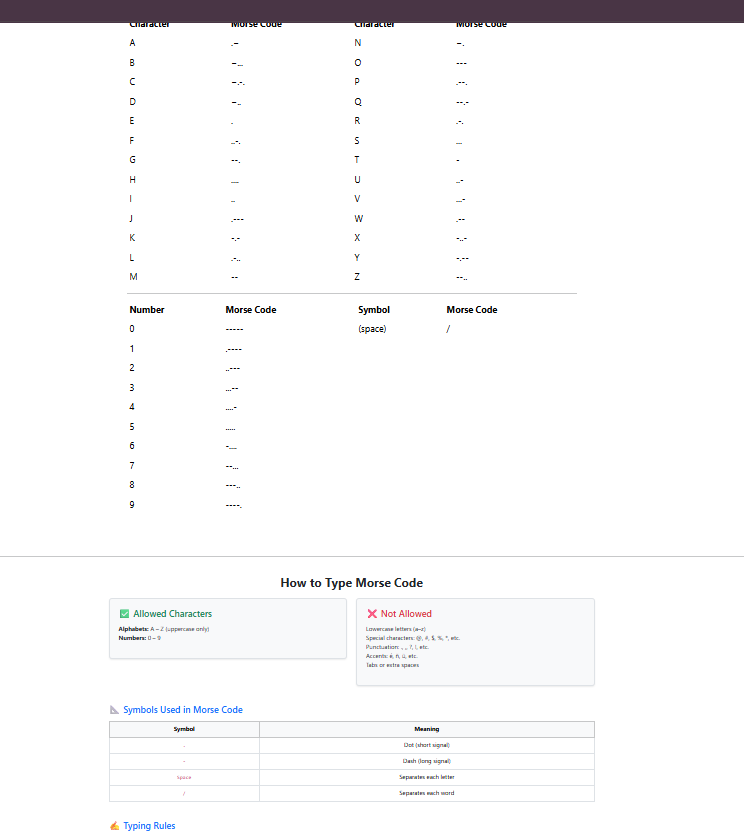 Character Morse Code Character Morse Code
A .– N –.
B –... O ---
C –.-. P .--.
D –.. Q --.-
E . R .-.
F ..-. S ...
G --. T -
H .... U ..-
I .. V ...-
J .--- W .--
K -.- X -..-
L .-.. Y -.--
M -- Z --..
Number Morse Code Symbol Morse Code
0 ----- (space) /
1 .----
2 ..---
3 ...--
4 ....-
5 .....
6 -....
7 --...
8 ---..
9 ----.
How to Type Morse Code
✅ Allowed Characters
Alphabets: A – Z (uppercase only)
Numbers: 0 – 9
❌ Not Allowed
Lowercase letters (a–z)
Special characters: @, #, $, %, *, etc.
Punctuation: , ., ?, !, etc.
Accents: é, ñ, ü, etc.
Tabs or extra spaces
📐 Symbols Used in Morse Code
Symbol Meaning
. Dot (short signal)
- Dash (long signal)
Space Separates each letter
/ Separates each word
✍️ Typing Rules